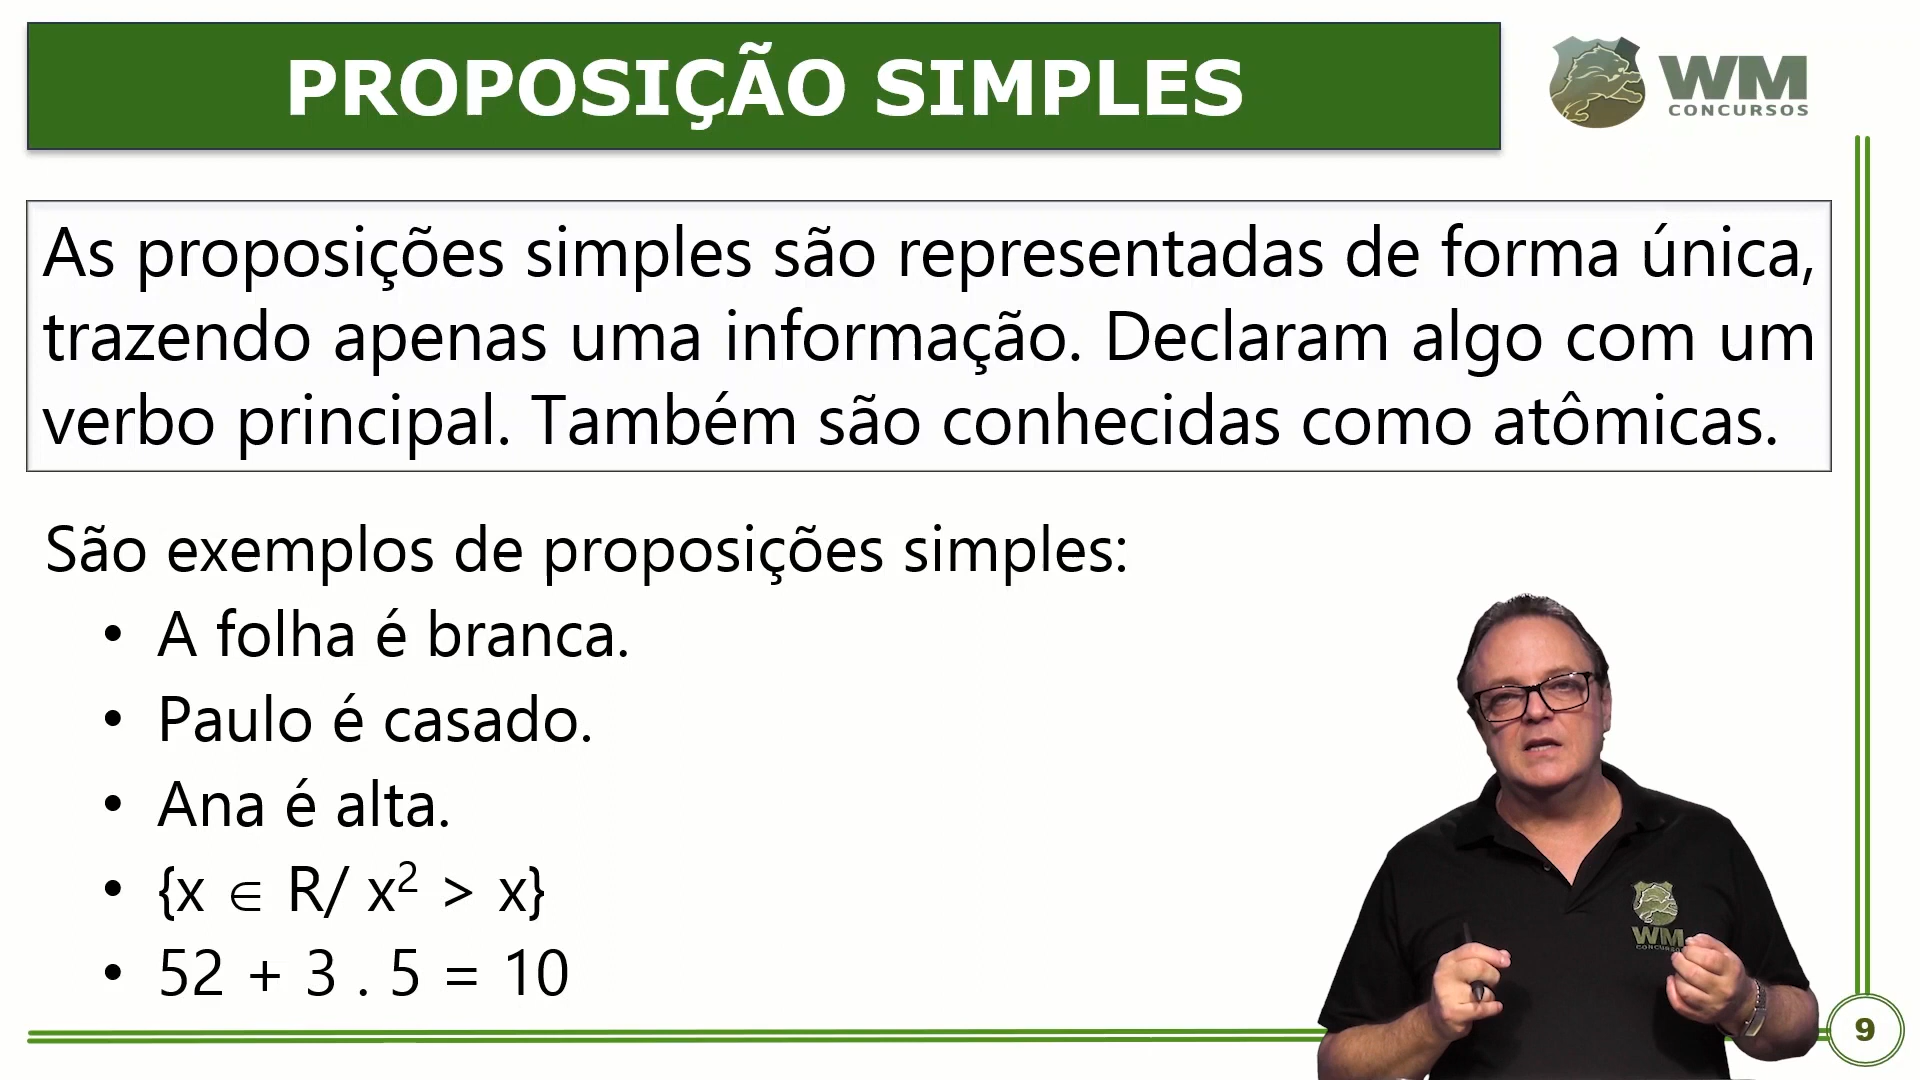 PROPOSIÇÃO SIMPLES
WM
CONCURSOS
As proposições simples são representadas de forma única,
trazendo apenas uma informação. Declaram algo com um
verbo principal. Também são conhecidas como atômicas.
São exemplos de proposições simples:
• A folha é branca.
• Paulo é casado.
• Ana é alta.
• {x ∈ R/ x² > x}
• 52 + 3 . 5 = 10
WM
CONCURSOS
9